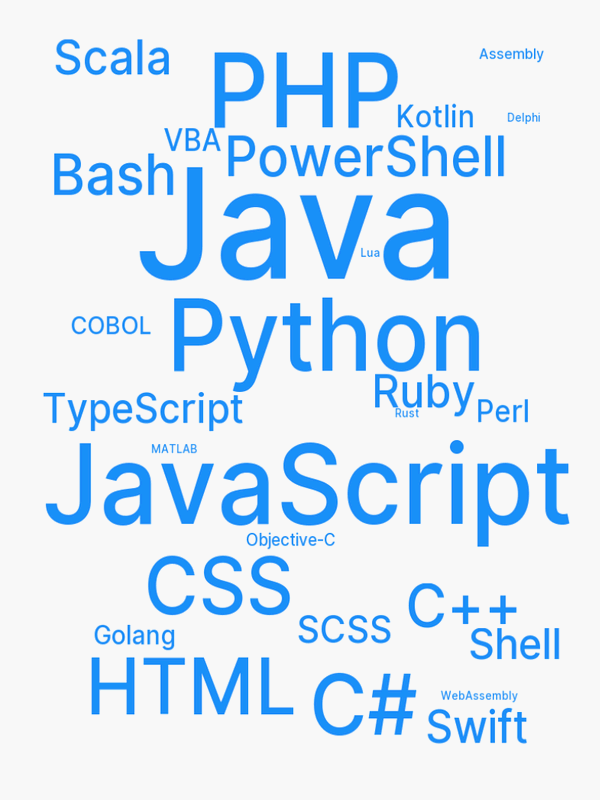 Scala
Assembly
PHP
Kotlin
Delphi
VBA
PowerShell
Bash
Java
Lua
Python
COBOL
Ruby
TypeScript
Rust
Perl
MATLAB
JavaScript
Objective-C
CSS
C++
SCSS
Golang
Shell
HTML
C#
WebAssembly
Swift